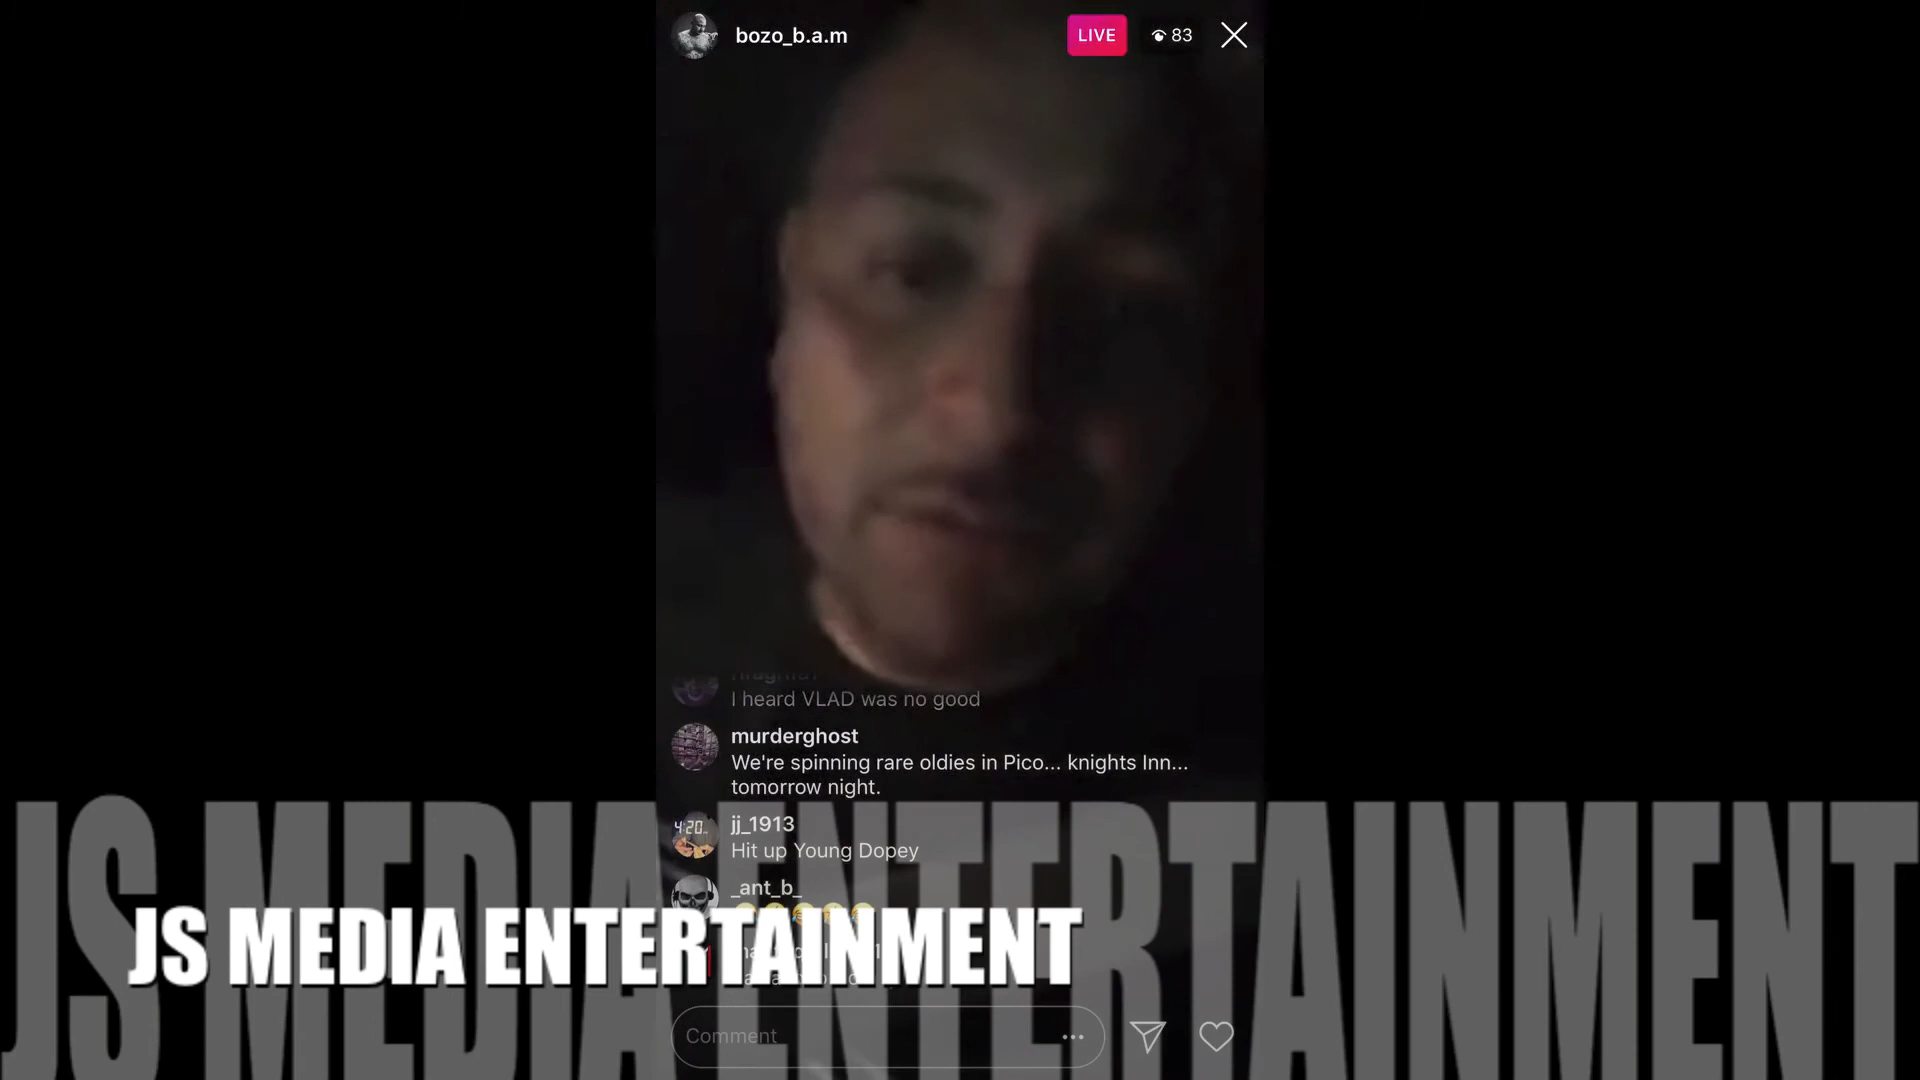 bozo_b.a.m
LIVE
83
I heard VLAD was no good
murderghost
We're spinning rare oldies in Pico... knights Inn...
tomorrow night.
jj_1913
4:20
Hit up Young Dopey
_ant_b_
JS MEDIA ENTERTAINMENT
JS MEDIA ENTERTAINMENT
Comment